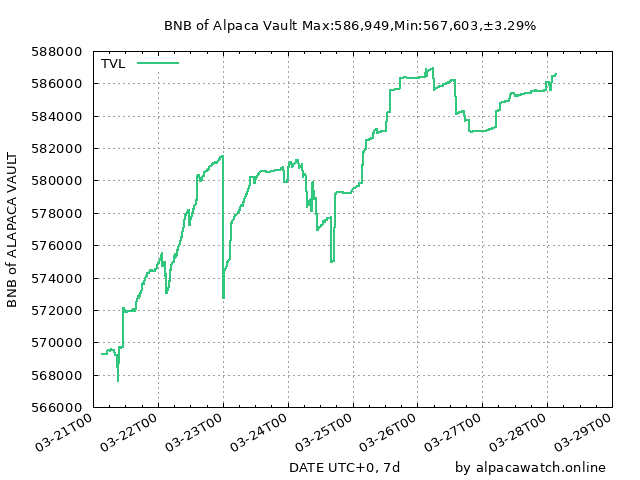 BNB of Alpaca Vault Max:586,949,Min:567,603,±3.29%
588000
586000
584000
582000
580000
578000
576000
574000
572000
570000
568000
566000
TVL
BNB of ALAPACA VAULT
03-21T00
03-22T00
03-23T00
03-24T00
03-25T00
03-26T00
03-27T00
03-28T00
03-29T00
DATE UTC+0, 7d
by alpacawatch.online